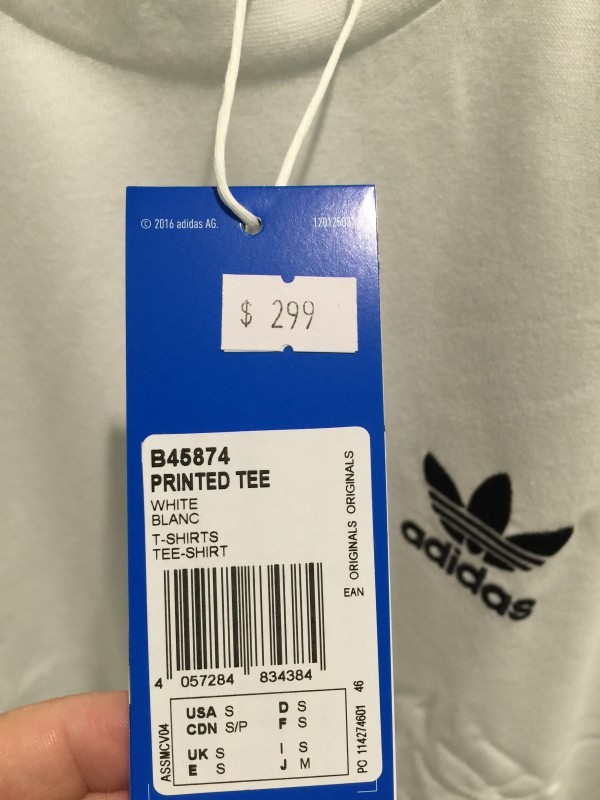 © 2016 adidas AG.
$ 299
B45874
PRINTED TEE
WHITE
BLANC
T-SHIRTS
TEE-SHIRT
ORIGINALS ORIGINALS
EAN
4 057284 834384
USA S D S
CDN S/P F S
UK S I S
E S J M
ASSMCV04
PO 114274601 46
adidas